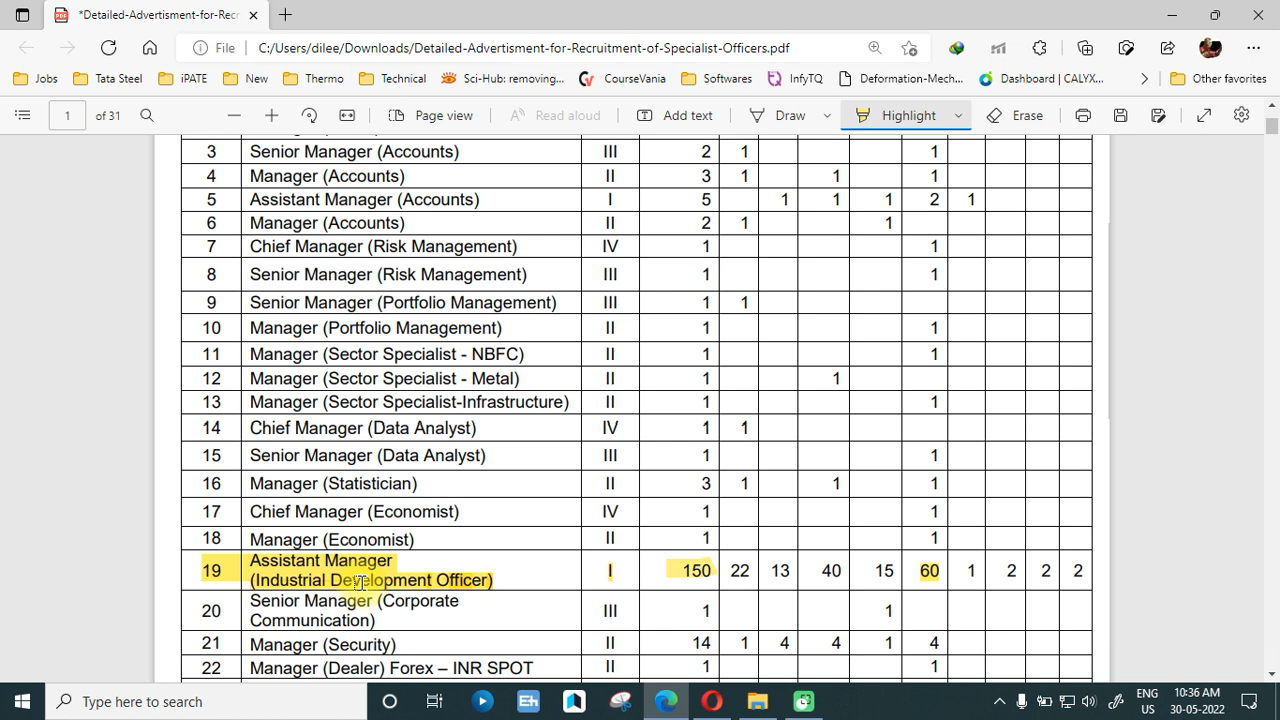 *Detailed-Advertisment-for-Recr
File C:/Users/dilee/Downloads/Detailed-Advertisment-for-Recruitment-of-Specialist-Officers.pdf
Jobs Tata Steel iPATE New Thermo Technical Sci-Hub: removing... CourseVania Softwares InfyTQ Deformation-Mech... Dashboard | CALYX... Other favorites
1 of 31 Page view Read aloud Add text Draw Highlight Erase
3 Senior Manager (Accounts) III 2 1 1
4 Manager (Accounts) II 3 1 1 1
5 Assistant Manager (Accounts) I 5 1 1 1 2 1
6 Manager (Accounts) II 2 1 1
7 Chief Manager (Risk Management) IV 1 1
8 Senior Manager (Risk Management) III 1 1
9 Senior Manager (Portfolio Management) III 1 1
10 Manager (Portfolio Management) II 1 1
11 Manager (Sector Specialist - NBFC) II 1 1
12 Manager (Sector Specialist - Metal) II 1 1
13 Manager (Sector Specialist-Infrastructure) II 1 1
14 Chief Manager (Data Analyst) IV 1 1
15 Senior Manager (Data Analyst) III 1 1
16 Manager (Statistician) II 3 1 1 1
17 Chief Manager (Economist) IV 1 1
18 Manager (Economist) II 1 1
19 Assistant Manager
(Industrial Development Officer) I 150 22 13 40 15 60 1 2 2 2
20 Senior Manager (Corporate
Communication) III 1 1
21 Manager (Security) II 14 1 4 4 1 4
22 Manager (Dealer) Forex – INR SPOT II 1 1
Type here to search
ENG
US
10:36 AM
30-05-2022